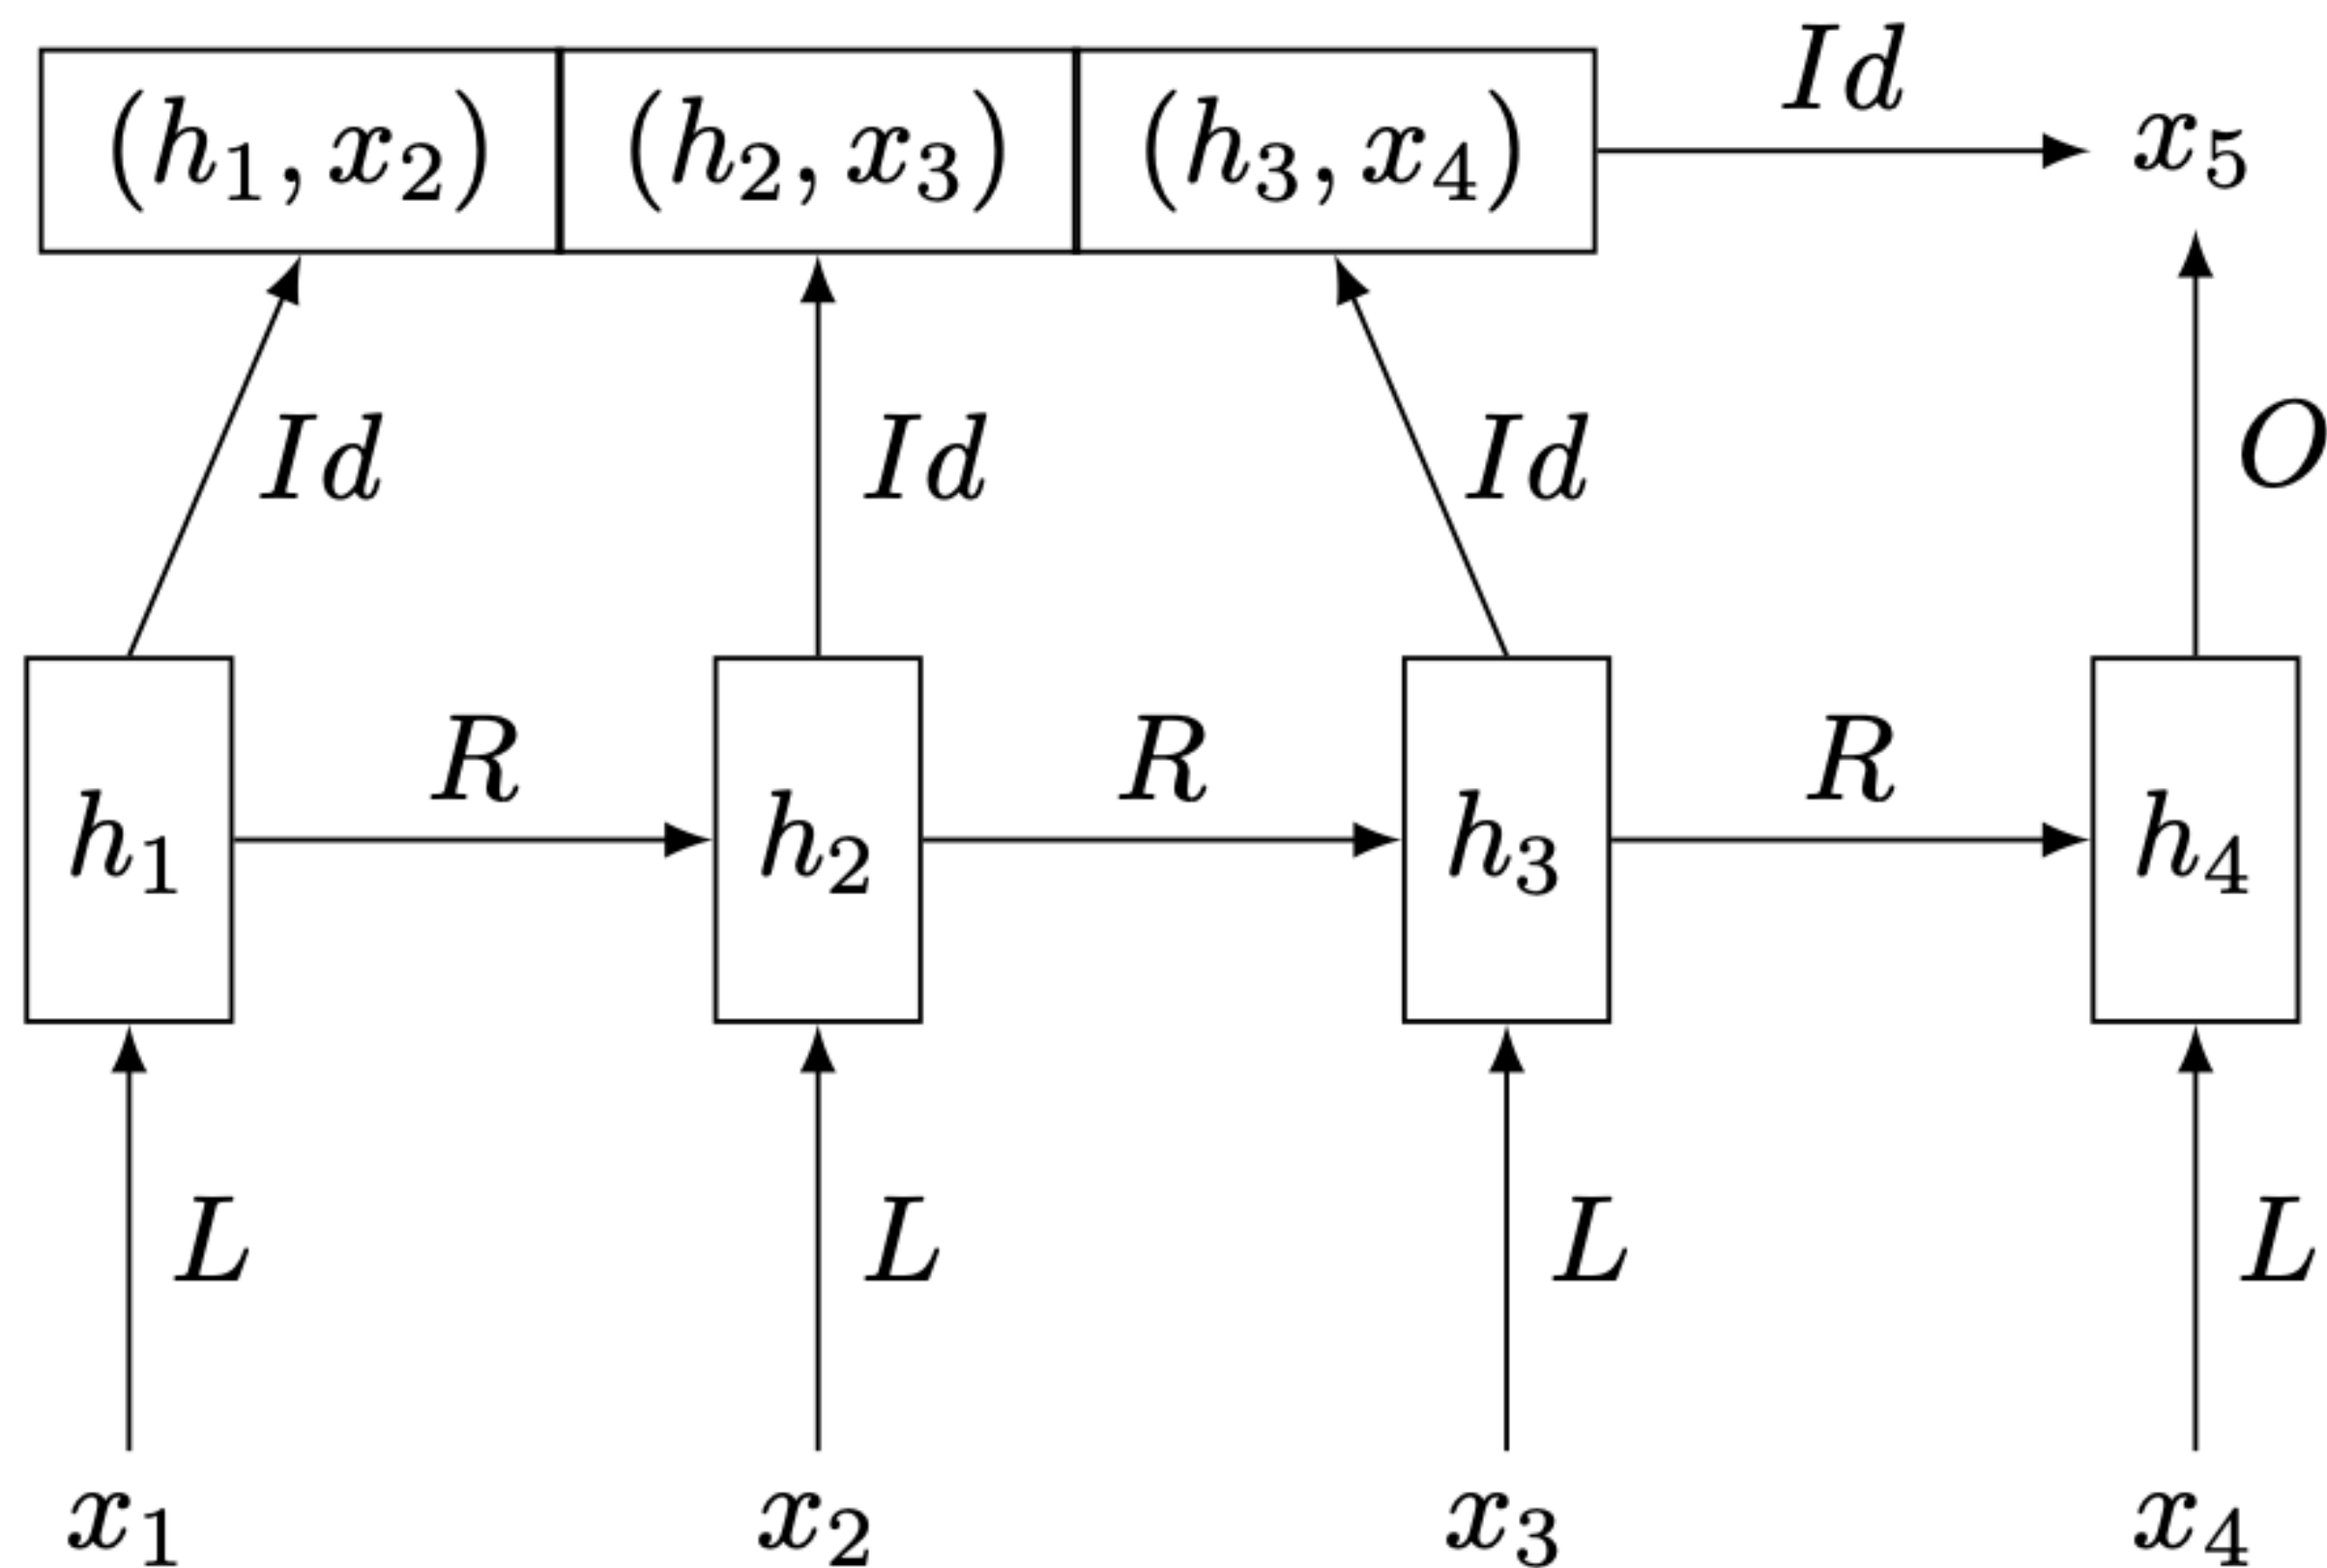 (h₁, x₂) (h₂, x₃) (h₃, x₄) Id x₅
Id Id Id O
R R R
h₁ h₂ h₃ h₄
L L L L
x₁ x₂ x₃ x₄